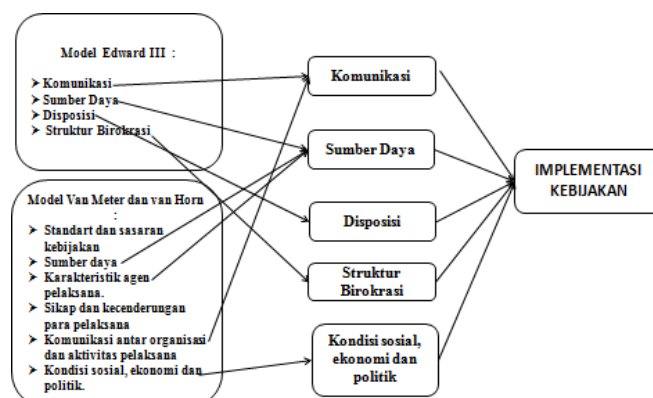 Model Edward III :
➤ Komunikasi
➤ Sumber Daya
➤ Disposisi
➤ Struktur Birokrasi
Model Van Meter dan van Horn
:
➤ Standart dan sasaran
kebijakan
➤ Sumber daya
➤ Karakteristik agen
pelaksana.
➤ Sikap dan kecenderungan
para pelaksana
➤ Komunikasi antar organisasi
dan aktivitas pelaksana
➤ Kondisi sosial, ekonomi dan
politik.
Komunikasi
Sumber Daya
Disposisi
Struktur
Birokrasi
Kondisi sosial,
ekonomi dan
politik
IMPLEMENTASI
KEBIJAKAN